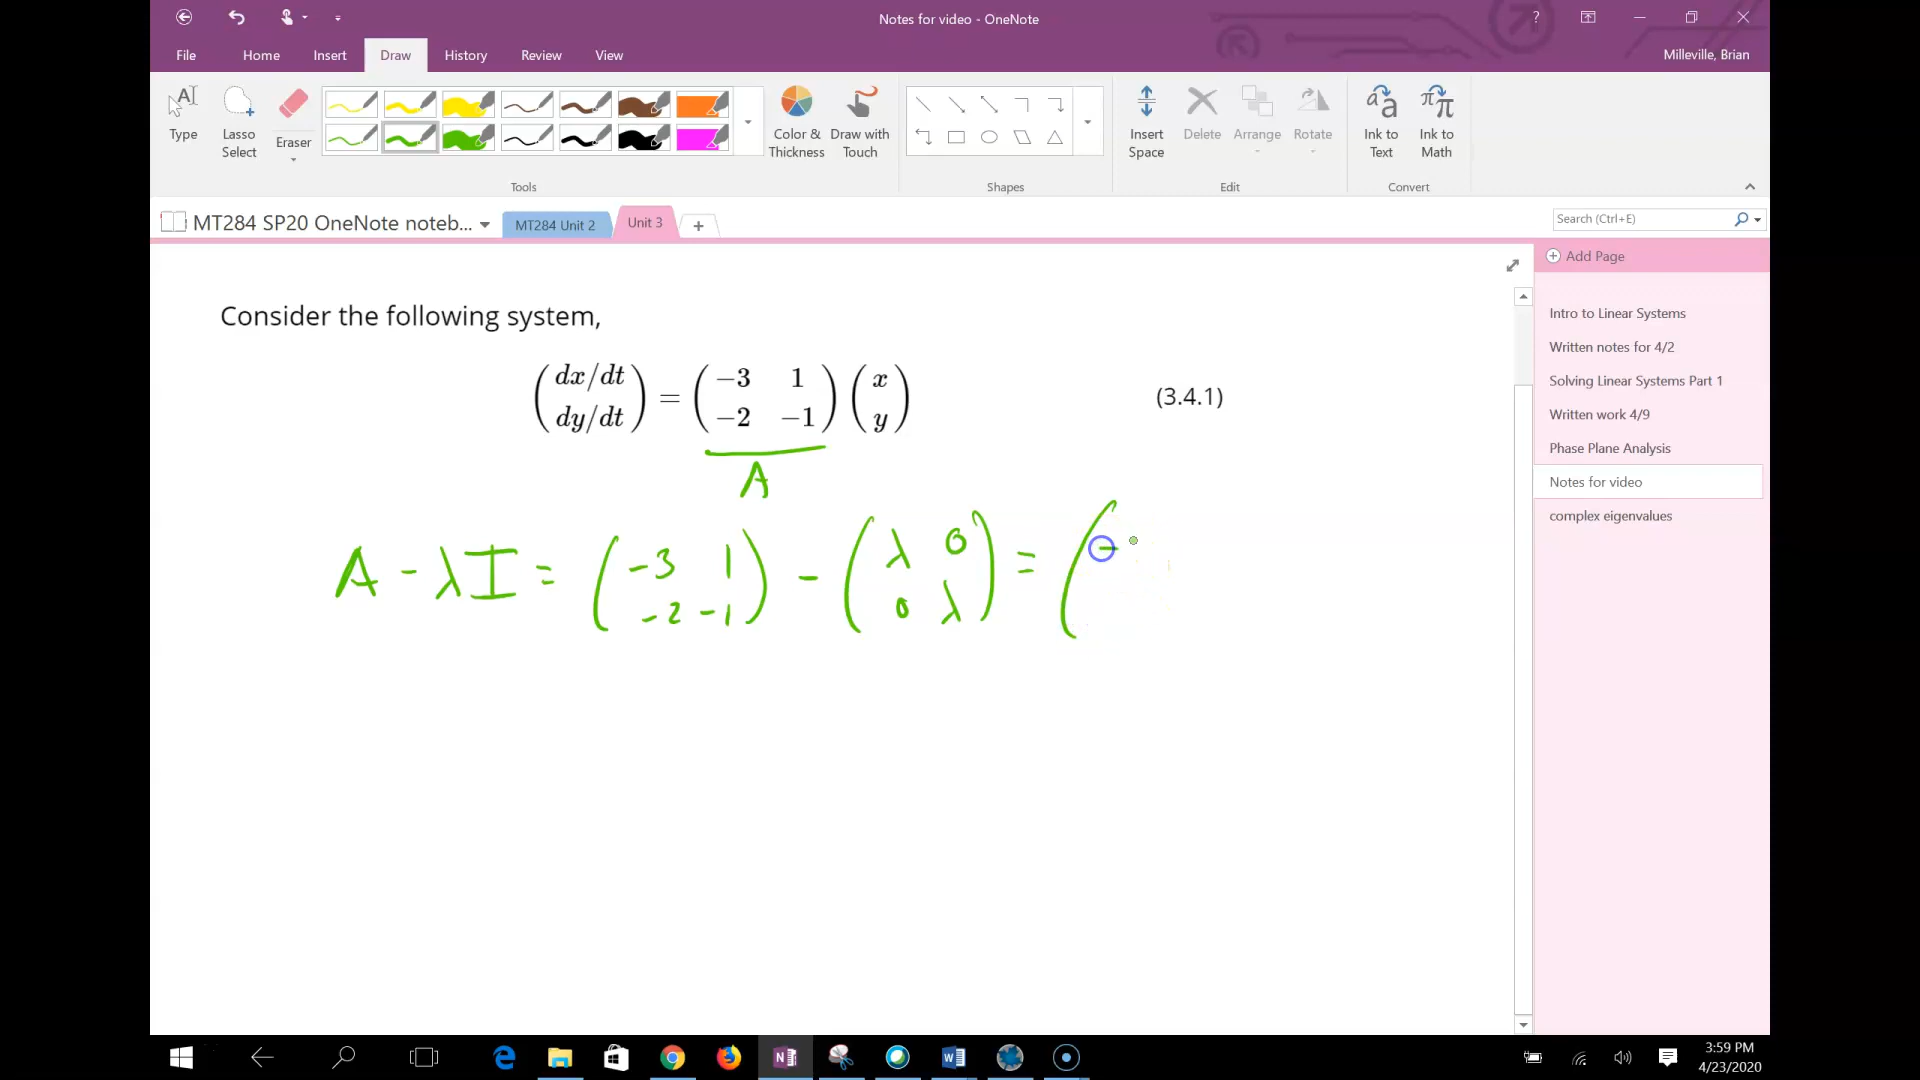 Notes for video - OneNote
?
File Home Insert Draw History Review View
Milleville, Brian
Type
Lasso Select
Eraser
Color & Thickness
Draw with Touch
Insert Space
Delete
Arrange
Rotate
Ink to Text
Ink to Math
Tools
Shapes
Edit
Convert
MT284 SP20 OneNote noteb...
MT284 Unit 2
Unit 3
+
Search (Ctrl+E)
Add Page
Intro to Linear Systems
Written notes for 4/2
Solving Linear Systems Part 1
Written work 4/9
Phase Plane Analysis
Notes for video
complex eigenvalues
Consider the following system,
(dx/dt dy/dt) = (−3 1 −2 −1) (x y) (3.4.1)
A
A - λI = (-3 1 -2 -1) - (λ 0 0 λ) = (-
3:59 PM
4/23/2020